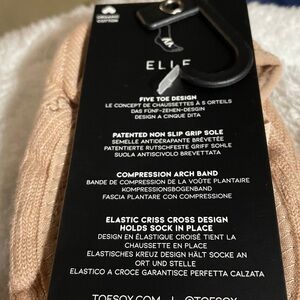 ORGANIC
COTTON
ELLE
FIVE TOE DESIGN
LE CONCEPT DE CHAUSSETTES À 5 ORTEILS
DAS FÜNF-ZEHEN-DESGIN
DESIGN A CINQUE DITA
PATENTED NON SLIP GRIP SOLE
SEMELLE ANTIDÉRAPANTE BREVETÉE
PATENTIERTE RUTSCHFESTE GRIFF SOHLE
SUOLA ANTISCIVOLO BREVETTATA
COMPRESSION ARCH BAND
BANDE DE COMPRESSION DE LA VOÛTE PLANTAIRE
KOMPRESSIONSBOGENBAND
FASCIA PLANTARE CON COMPRESSIONE
ELASTIC CRISS CROSS DESIGN
HOLDS SOCK IN PLACE
DESIGN EN ÉLASTIQUE CROISÉ TIENT LA
CHAUSSETTE EN PLACE
ELASTISCHES KREUZ DESIGN HÄLT SOCKE AN
ORT UND STELLE
ELASTICO A CROCE GARANTISCE PERFETTA CALZATA
TOESOX.COM | @TOESOX